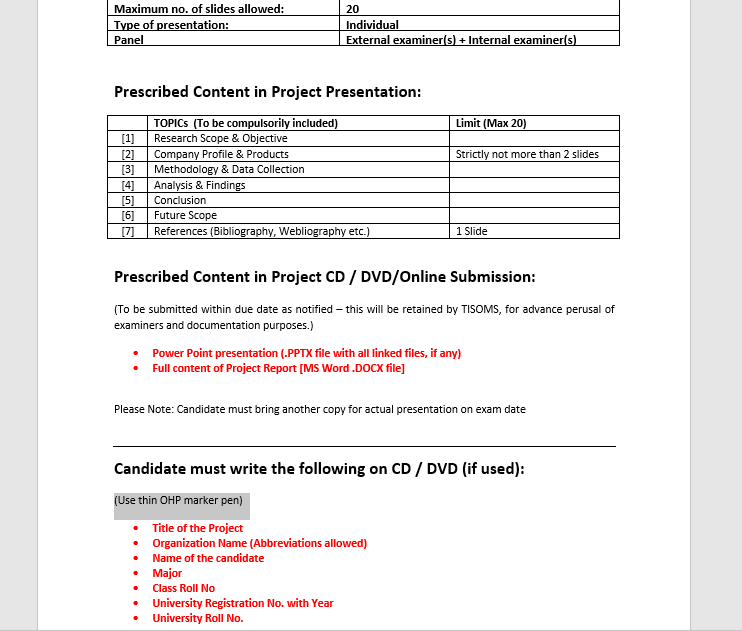 Maximum no. of slides allowed: 20
Type of presentation: Individual
Panel External examiner(s) + Internal examiner(s)
Prescribed Content in Project Presentation:
TOPICs (To be compulsorily included) Limit (Max 20)
[1] Research Scope & Objective
[2] Company Profile & Products Strictly not more than 2 slides
[3] Methodology & Data Collection
[4] Analysis & Findings
[5] Conclusion
[6] Future Scope
[7] References (Bibliography, Webliography etc.) 1 Slide
Prescribed Content in Project CD / DVD/Online Submission:
(To be submitted within due date as notified – this will be retained by TISOMS, for advance perusal of
examiners and documentation purposes.)
• Power Point presentation (.PPTX file with all linked files, if any)
• Full content of Project Report [MS Word .DOCX file]
Please Note: Candidate must bring another copy for actual presentation on exam date
Candidate must write the following on CD / DVD (if used):
(Use thin OHP marker pen)
• Title of the Project
• Organization Name (Abbreviations allowed)
• Name of the candidate
• Major
• Class Roll No
• University Registration No. with Year
• University Roll No.